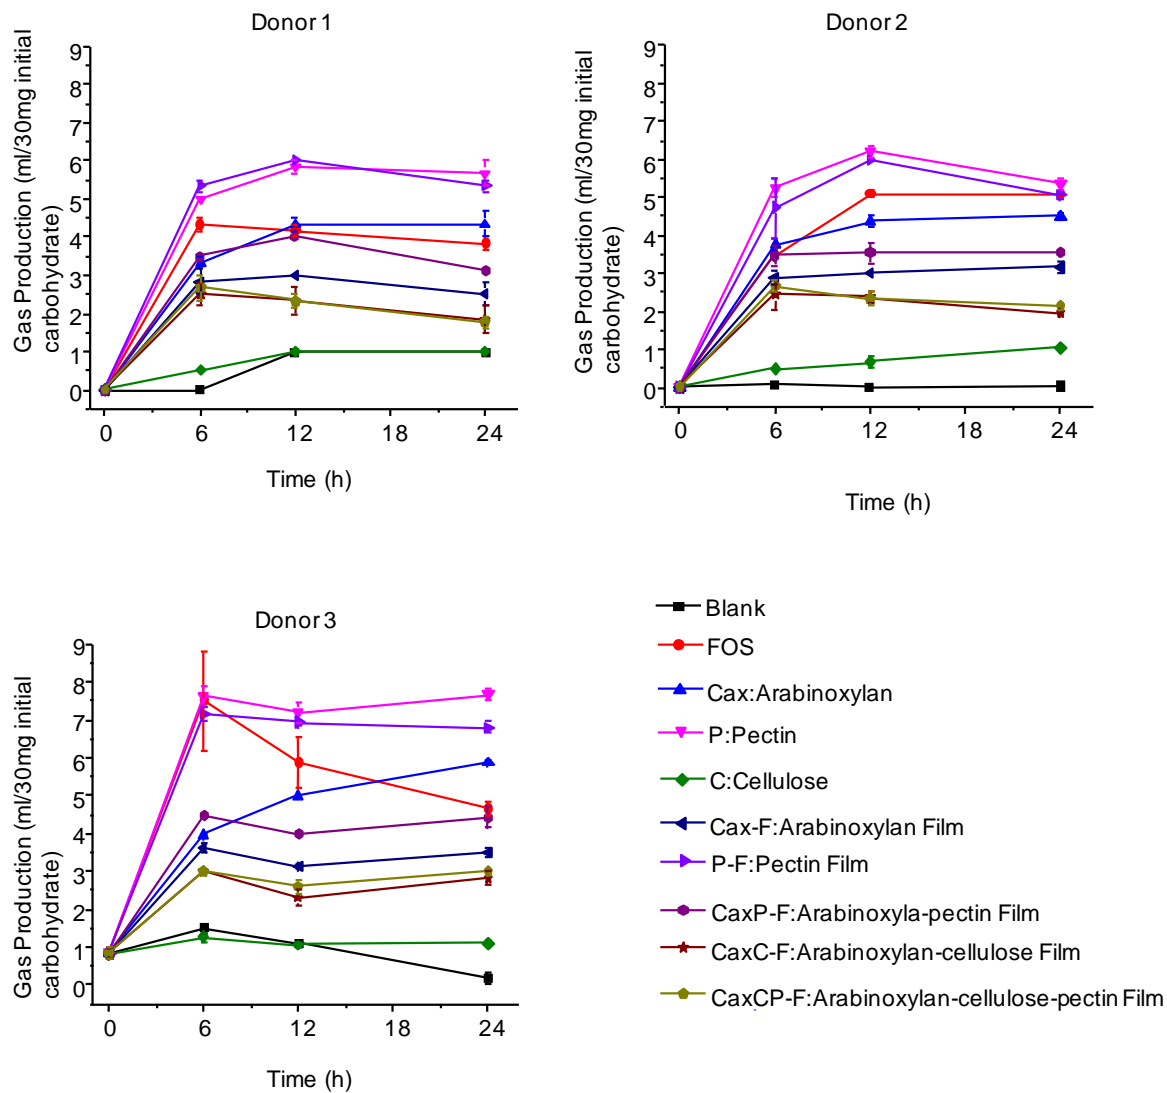 Donor 1
Gas Production (ml/30mg initial
carbohydrate)
9
8
7
6
5
4
3
2
1
0
0 6 12 18 24
Time (h)
Donor 2
Gas Production (ml/30mg initial
carbohydrate)
9
8
7
6
5
4
3
2
1
0
0 6 12 18 24
Time (h)
Donor 3
Gas Production (ml/30mg initial
carbohydrate)
9
8
7
6
5
4
3
2
1
0
0 6 12 18 24
Time (h)
Blank
FOS
Cax:Arabinoxylan
P:Pectin
C:Cellulose
Cax-F:Arabinoxylan Film
P-F:Pectin Film
CaxP-F:Arabinoxyla-pectin Film
CaxC-F:Arabinoxylan-cellulose Film
CaxCP-F:Arabinoxylan-cellulose-pectin Film